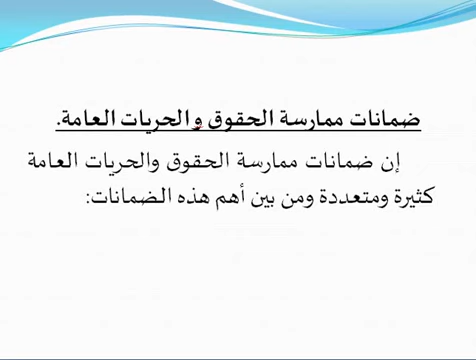 ضمانات ممارسة الحقوق والحريات العامة.
إن ضمانات ممارسة الحقوق والحريات العامة
كثيرة ومتعددة ومن بين أهم هذه الضمانات: